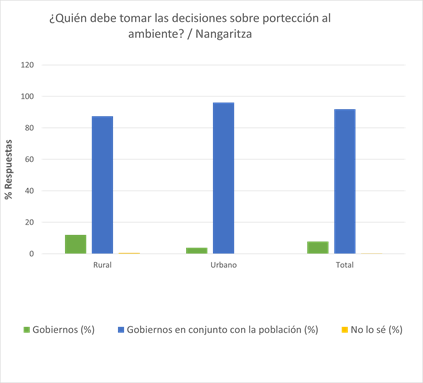 ¿Quién debe tomar las decisiones sobre portección al
ambiente? / Nangaritza
120
100
80
60
40
20
0
% Respuestas
Rural
Urbano
Total
Gobiernos (%)
Gobiernos en conjunto con la población (%)
No lo sé (%)